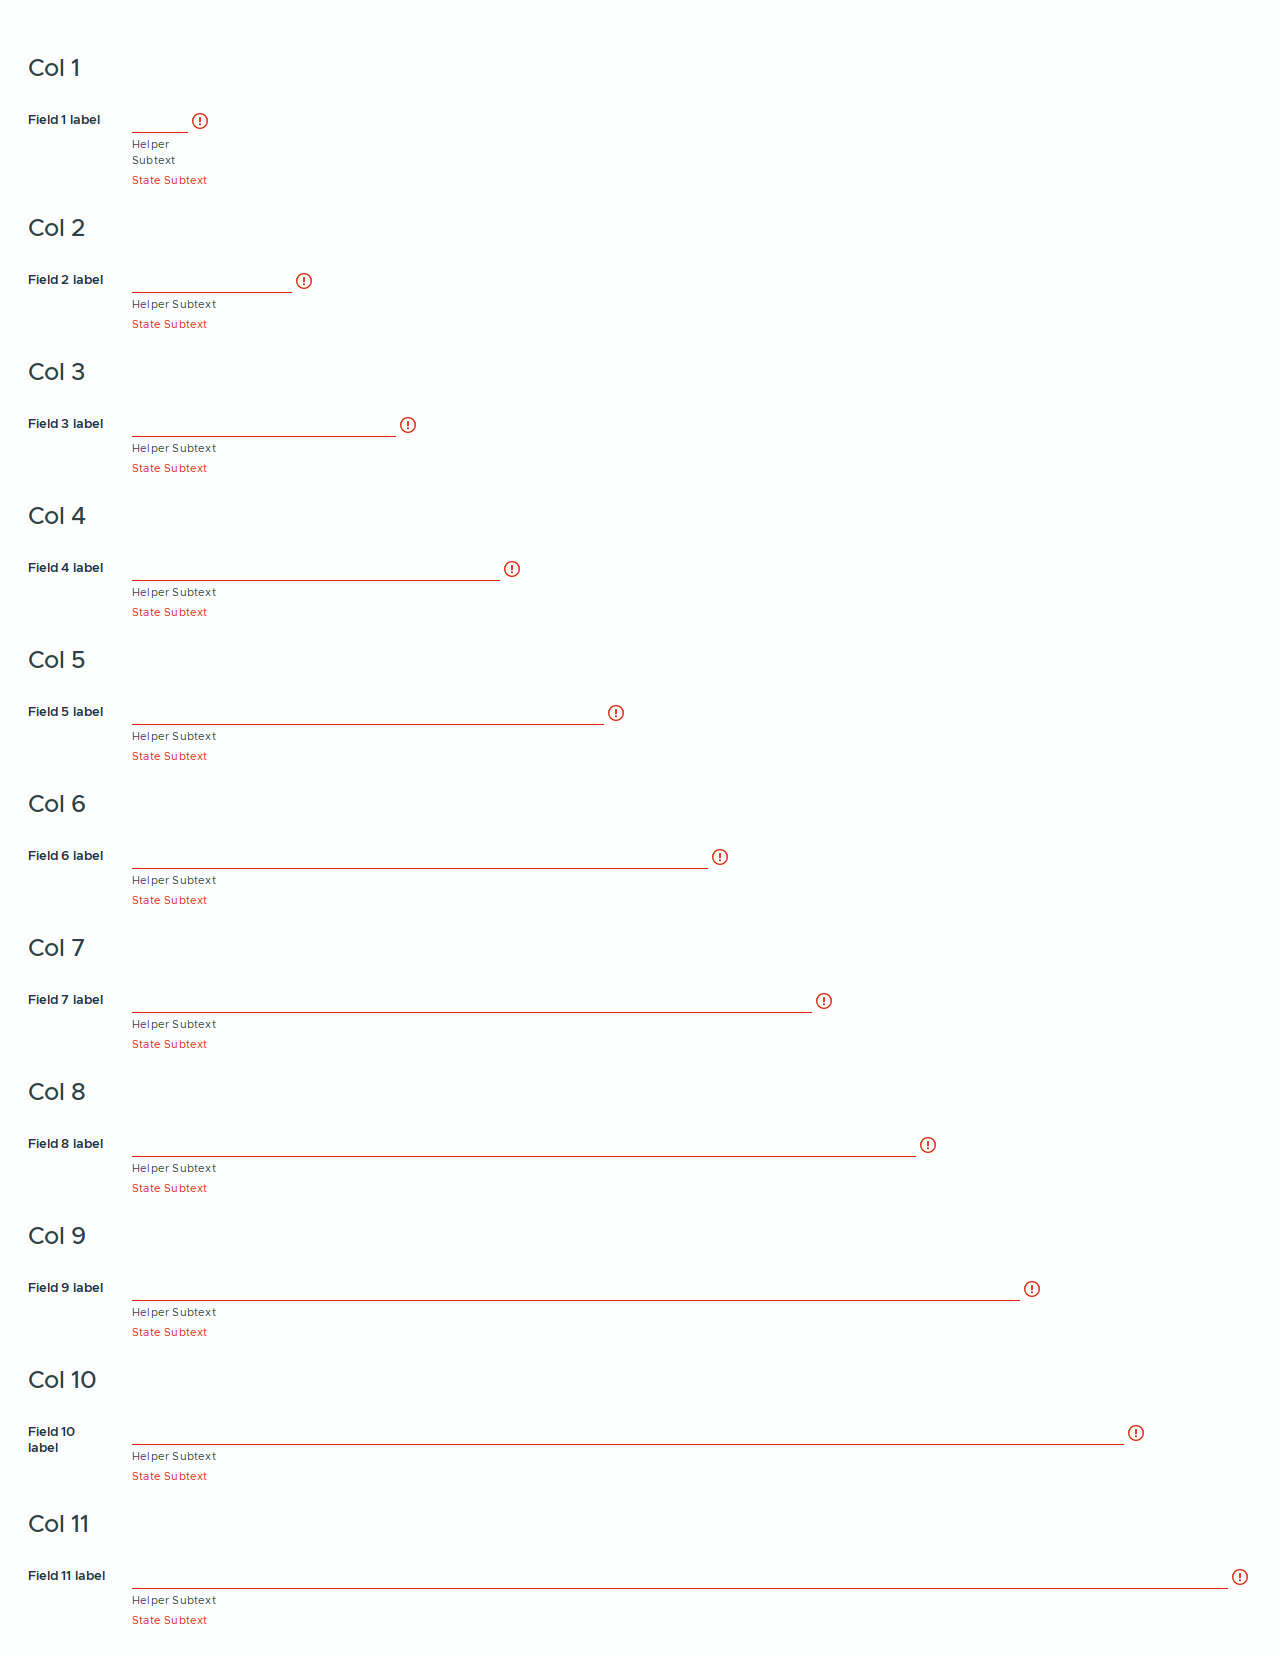 Col 1
Field 1 label
Helper
Subtext
State Subtext
Col 2
Field 2 label
Helper Subtext
State Subtext
Col 3
Field 3 label
Helper Subtext
State Subtext
Col 4
Field 4 label
Helper Subtext
State Subtext
Col 5
Field 5 label
Helper Subtext
State Subtext
Col 6
Field 6 label
Helper Subtext
State Subtext
Col 7
Field 7 label
Helper Subtext
State Subtext
Col 8
Field 8 label
Helper Subtext
State Subtext
Col 9
Field 9 label
Helper Subtext
State Subtext
Col 10
Field 10
label
Helper Subtext
State Subtext
Col 11
Field 11 label
Helper Subtext
State Subtext